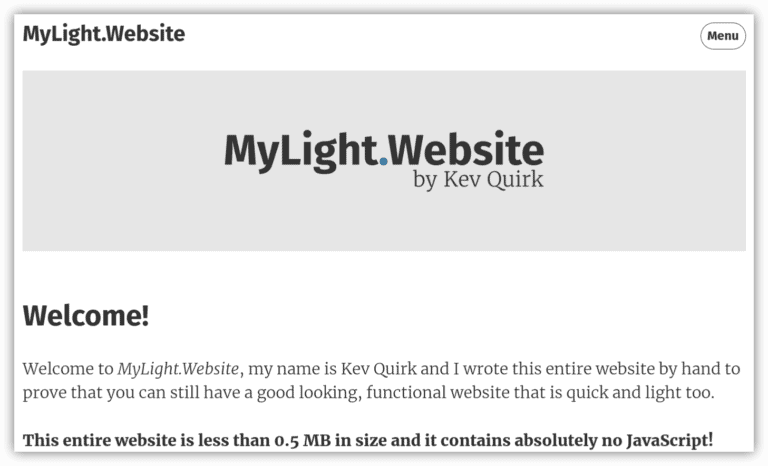 MyLight.Website
Menu
MyLight.Website
by Kev Quirk
Welcome!
Welcome to MyLight.Website, my name is Kev Quirk and I wrote this entire website by hand to
prove that you can still have a good looking, functional website that is quick and light too.
This entire website is less than 0.5 MB in size and it contains absolutely no JavaScript!